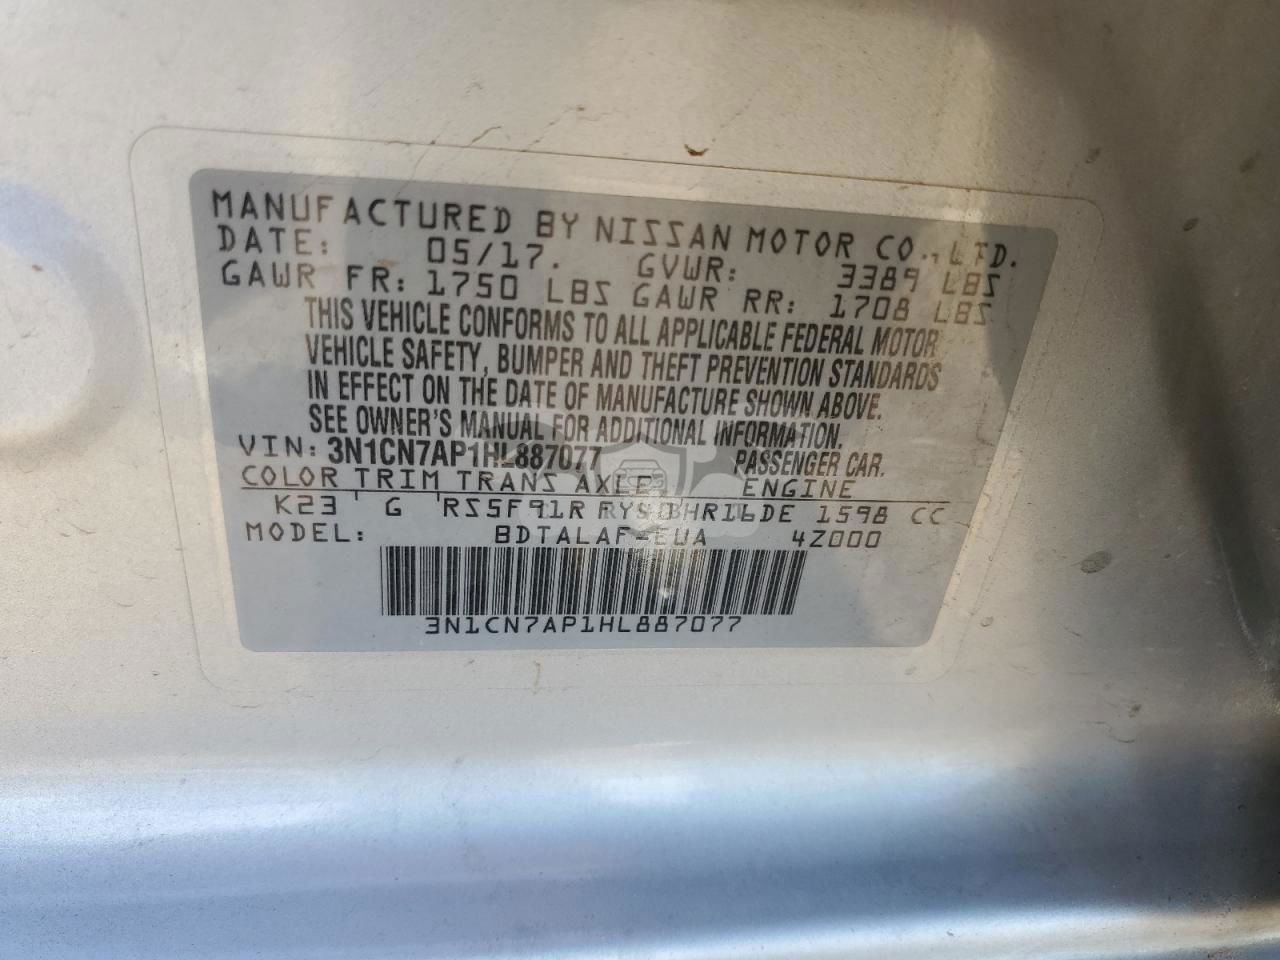 MANUFACTURED BY NISSAN MOTOR CO., LTD.
DATE: 05/17. GVWR: 3389 LBS
GAWR FR: 1750 LBS GAWR RR: 1708 LBS
THIS VEHICLE CONFORMS TO ALL APPLICABLE FEDERAL MOTOR
VEHICLE SAFETY, BUMPER AND THEFT PREVENTION STANDARDS
IN EFFECT ON THE DATE OF MANUFACTURE SHOWN ABOVE.
SEE OWNER'S MANUAL FOR ADDITIONAL INFORMATION.
VIN: 3N1CN7AP1HL887077 PASSENGER CAR.
COLOR TRIM TRANS AXLE ENGINE
K23 G RS5F91R HR16DE 1598 CC
MODEL: BDTALAF-EUA 4Z000
3N1CN7AP1HL887077